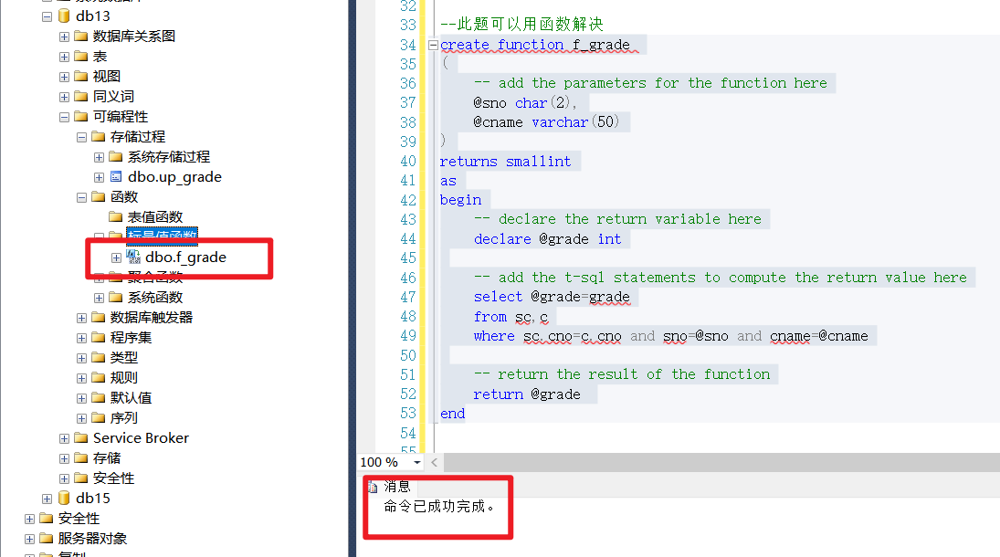 db13
数据库关系图
表
视图
同义词
可编程性
存储过程
系统存储过程
dbo.up_grade
函数
表值函数
标量值函数
dbo.f_grade
聚合函数
系统函数
数据库触发器
程序集
类型
规则
默认值
序列
Service Broker
存储
安全性
db15
安全性
服务器对象
复制
32
33 --此题可以用函数解决
34 create function f_grade
35 (
36 -- add the parameters for the function here
37 @sno char(2),
38 @cname varchar(50)
39 )
40 returns smallint
41 as
42 begin
43 -- declare the return variable here
44 declare @grade int
45
46 -- add the t-sql statements to compute the return value here
47 select @grade=grade
48 from sc,c
49 where sc.cno=c.cno and sno=@sno and cname=@cname
50
51 -- return the result of the function
52 return @grade
53 end
54
55
100 %
消息
命令已成功完成。